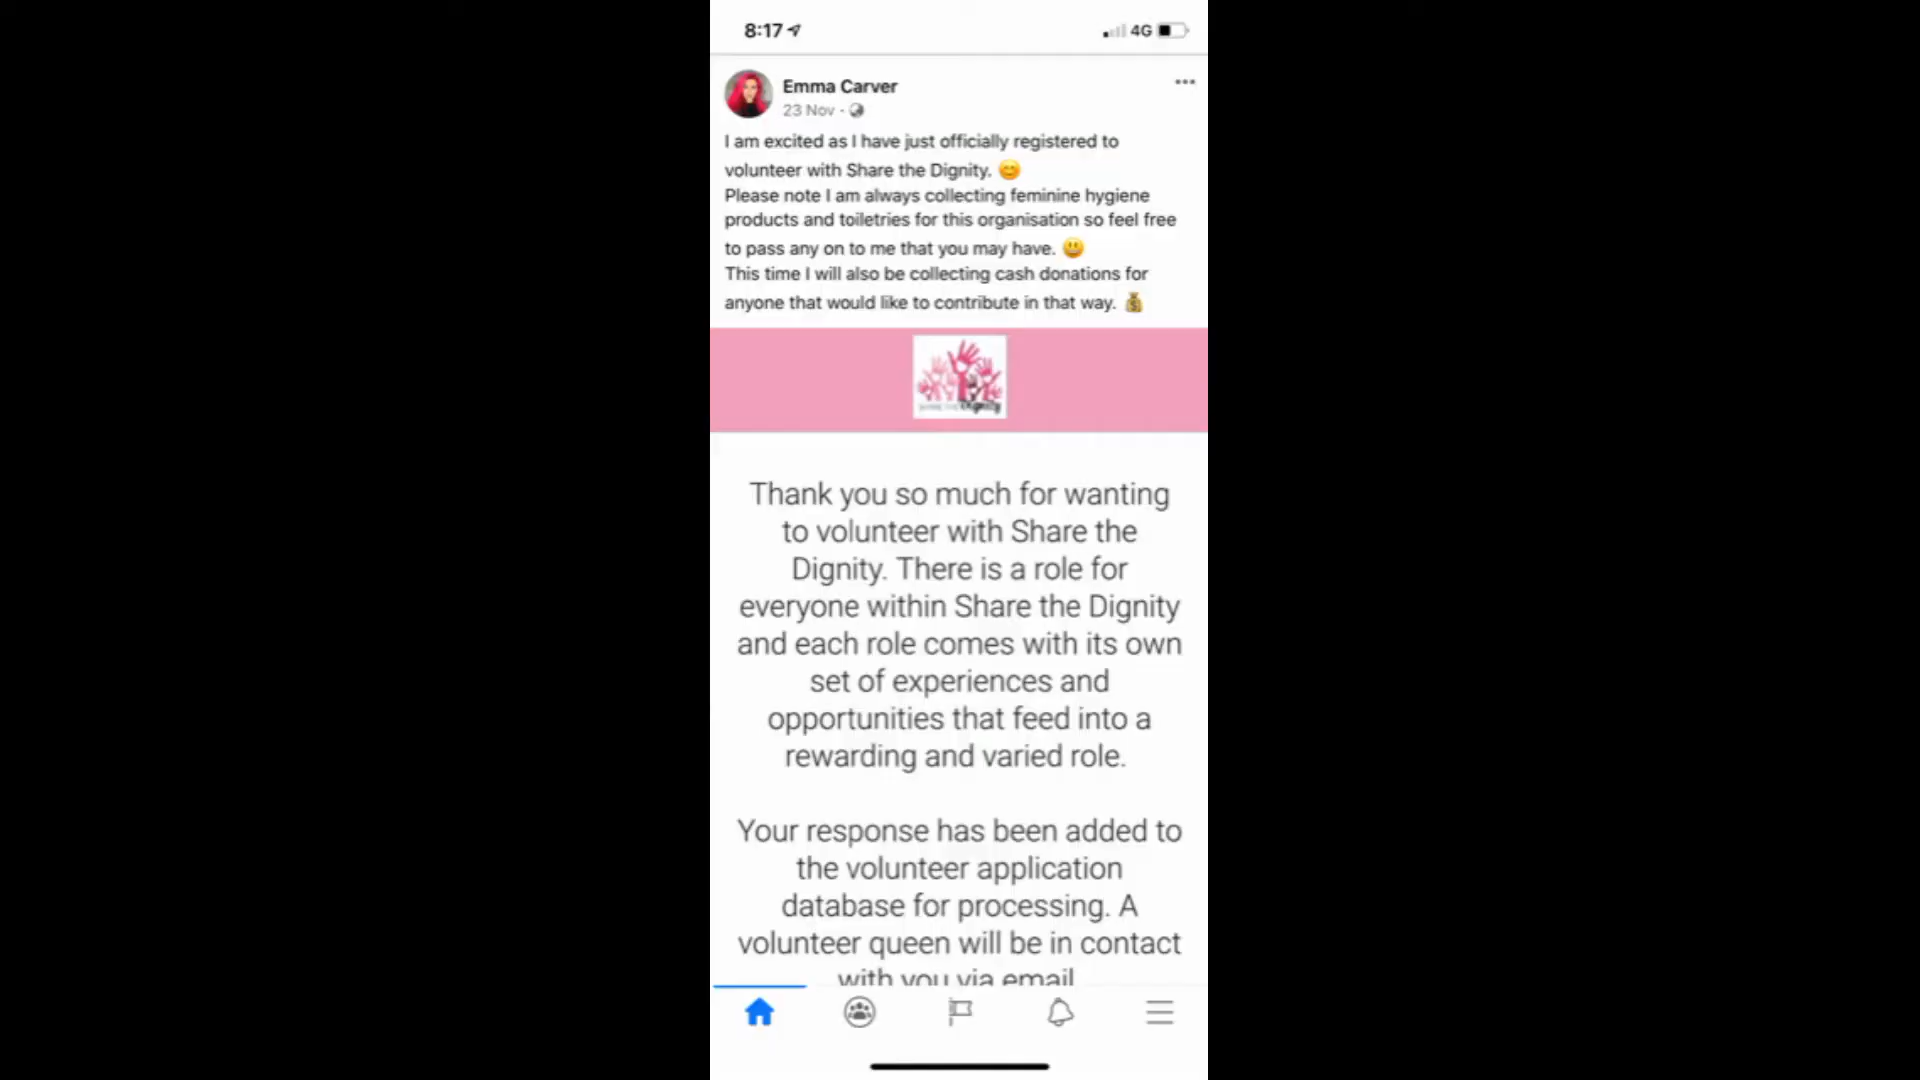 8:17
4G
Emma Carver
23 Nov ·
I am excited as I have just officially registered to
volunteer with Share the Dignity. 😊
Please note I am always collecting feminine hygiene
products and toiletries for this organisation so feel free
to pass any on to me that you may have. 😃
This time I will also be collecting cash donations for
anyone that would like to contribute in that way. 💰
Dignity
Thank you so much for wanting
to volunteer with Share the
Dignity. There is a role for
everyone within Share the Dignity
and each role comes with its own
set of experiences and
opportunities that feed into a
rewarding and varied role.
Your response has been added to
the volunteer application
database for processing. A
volunteer queen will be in contact
with you via email